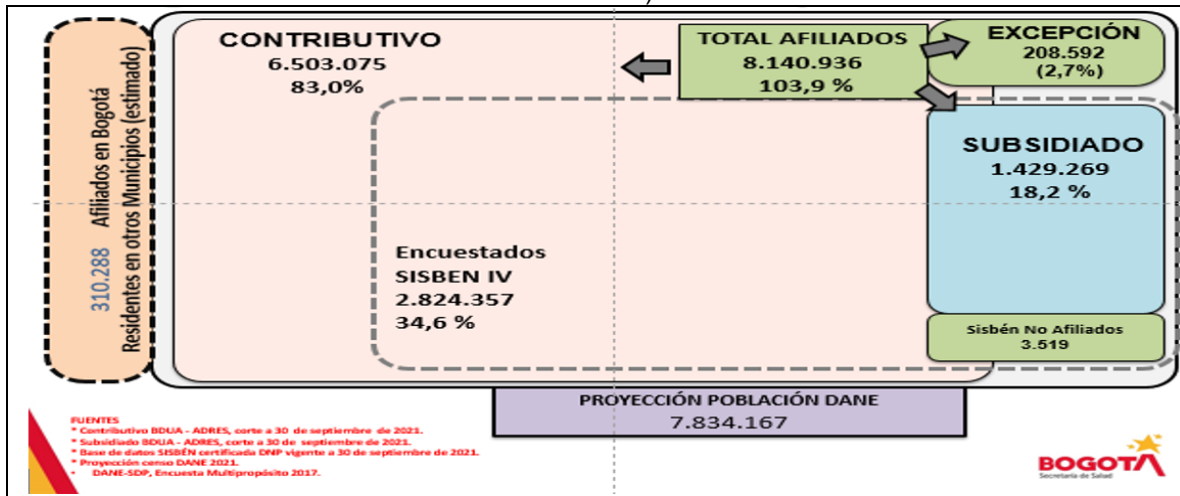 CONTRIBUTIVO
6.503.075
83,0%
TOTAL AFILIADOS
8.140.936
103,9 %
EXCEPCIÓN
208.592
(2,7%)
SUBSIDIADO
1.429.269
18,2 %
310.288 Afiliados en Bogotá
Residentes en otros Municipios (estimado)
Encuestados
SISBEN IV
2.824.357
34,6 %
Sisbén No Afiliados
3.519
PROYECCIÓN POBLACIÓN DANE
7.834.167
FUENTES
* Contributivo BDUA - ADRES, corte a 30 de septiembre de 2021.
* Subsidiado BDUA - ADRES, corte a 30 de septiembre de 2021.
* Base de datos SISBÉN certificada DNP vigente a 30 de septiembre de 2021.
* Proyección censo DANE 2021.
• DANE-SDP, Encuesta Multipropósito 2017.
BOGOTÁ
Secretaría de Salud